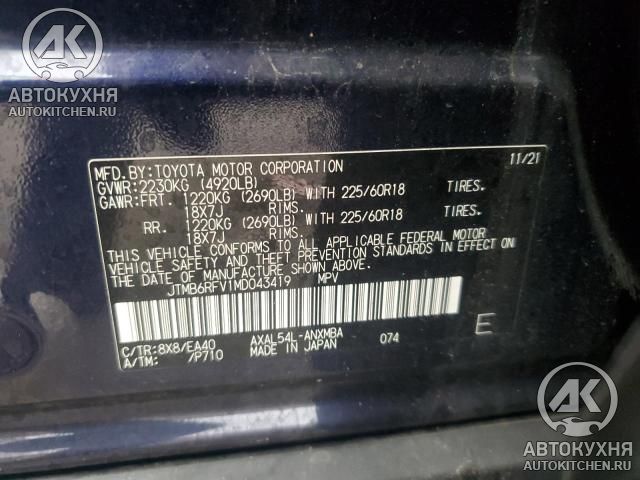 АК
АВТОКУХНЯ
AUTOKITCHEN.RU
MFD.BY:TOYOTA MOTOR CORPORATION 11/21
GVWR:2230KG (4920LB)
GAWR:FRT. 1220KG (2690LB) WITH 225/60R18 TIRES.
18X7J RIMS.
RR. 1220KG (2690LB) WITH 225/60R18 TIRES.
18X7J RIMS.
THIS VEHICLE CONFORMS TO ALL APPLICABLE FEDERAL MOTOR
VEHICLE SAFETY AND THEFT PREVENTION STANDARDS IN EFFECT ON
THE DATE OF MANUFACTURE SHOWN ABOVE.
JTMB6RFV1MD043419 MPV
C/TR:8X8/EA40 AXAL54L-ANXMBA 074 E
A/TM: /P710 MADE IN JAPAN
АК
АВТОКУХНЯ
AUTOKITCHEN.RU